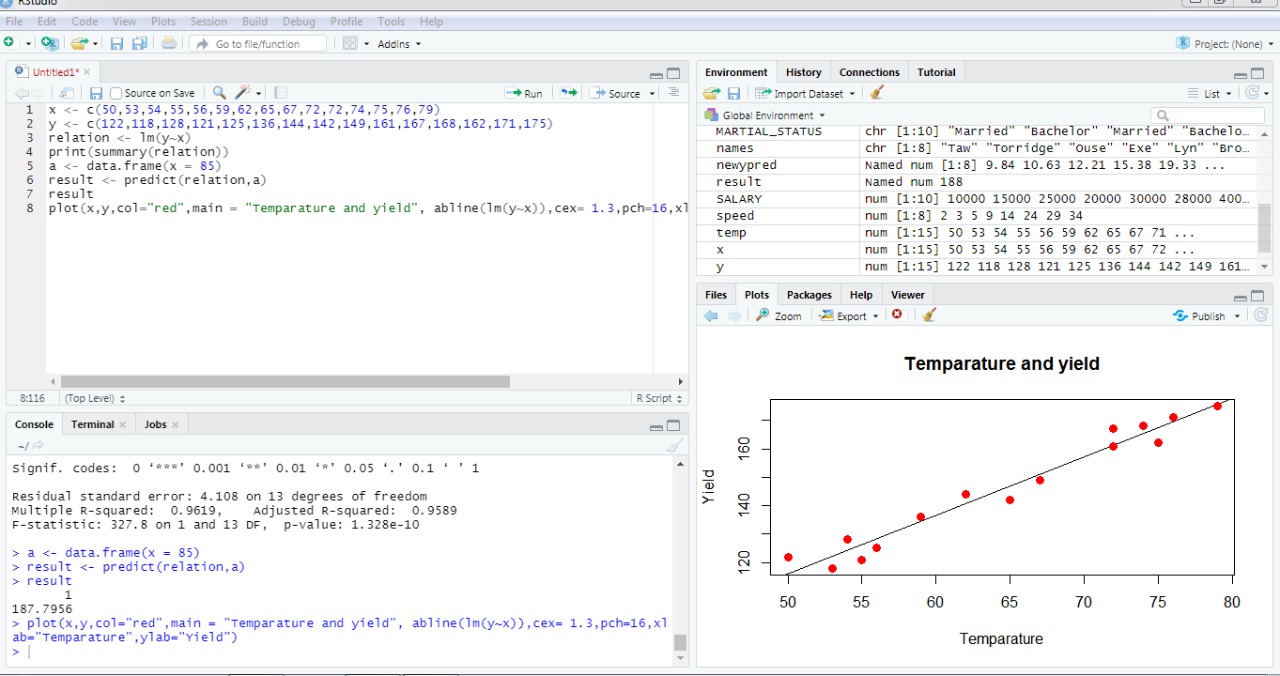 RStudio
File Edit Code View Plots Session Build Debug Profile Tools Help
Go to file/function Addins Project: (None)
Untitled1*
Source on Save Run Source
1 x <- c(50,53,54,55,56,59,62,65,67,72,72,74,75,76,79)
2 y <- c(122,118,128,121,125,136,144,142,149,161,167,168,162,171,175)
3 relation <- lm(y~x)
4 print(summary(relation))
5 a <- data.frame(x = 85)
6 result <- predict(relation,a)
7 result
8 plot(x,y,col="red",main = "Temparature and yield", abline(lm(y~x)),cex= 1.3,pch=16,xl
8:116 (Top Level) R Script
Console Terminal Jobs
~/
Signif. codes:  0 ‘***’ 0.001 ‘**’ 0.01 ‘*’ 0.05 ‘.’ 0.1 ‘ ’ 1
Residual standard error: 4.108 on 13 degrees of freedom
Multiple R-squared:  0.9619,    Adjusted R-squared:  0.9589
F-statistic: 327.8 on 1 and 13 DF,  p-value: 1.328e-10
> a <- data.frame(x = 85)
> result <- predict(relation,a)
> result
1
187.7956
> plot(x,y,col="red",main = "Temparature and yield", abline(lm(y~x)),cex= 1.3,pch=16,xl
ab="Temparature",ylab="Yield")
>
Environment History Connections Tutorial
Import Dataset List
Global Environment
MARTIAL_STATUS chr [1:10] "Married" "Bachelor" "Married" "Bachelo...
names chr [1:8] "Taw" "Torridge" "Ouse" "Exe" "Lyn" "Bro...
newypred Named num [1:8] 9.84 10.63 12.21 15.38 19.33 ...
result Named num 188
SALARY num [1:10] 10000 15000 25000 20000 30000 28000 400...
speed num [1:8] 2 3 5 9 14 24 29 34
temp num [1:15] 50 53 54 55 56 59 62 65 67 71 ...
x num [1:15] 50 53 54 55 56 59 62 65 67 72 ...
y num [1:15] 122 118 128 121 125 136 144 142 149 161...
Files Plots Packages Help Viewer
Zoom Export Publish
Temparature and yield
Yield
160
140
120
50 55 60 65 70 75 80
Temparature